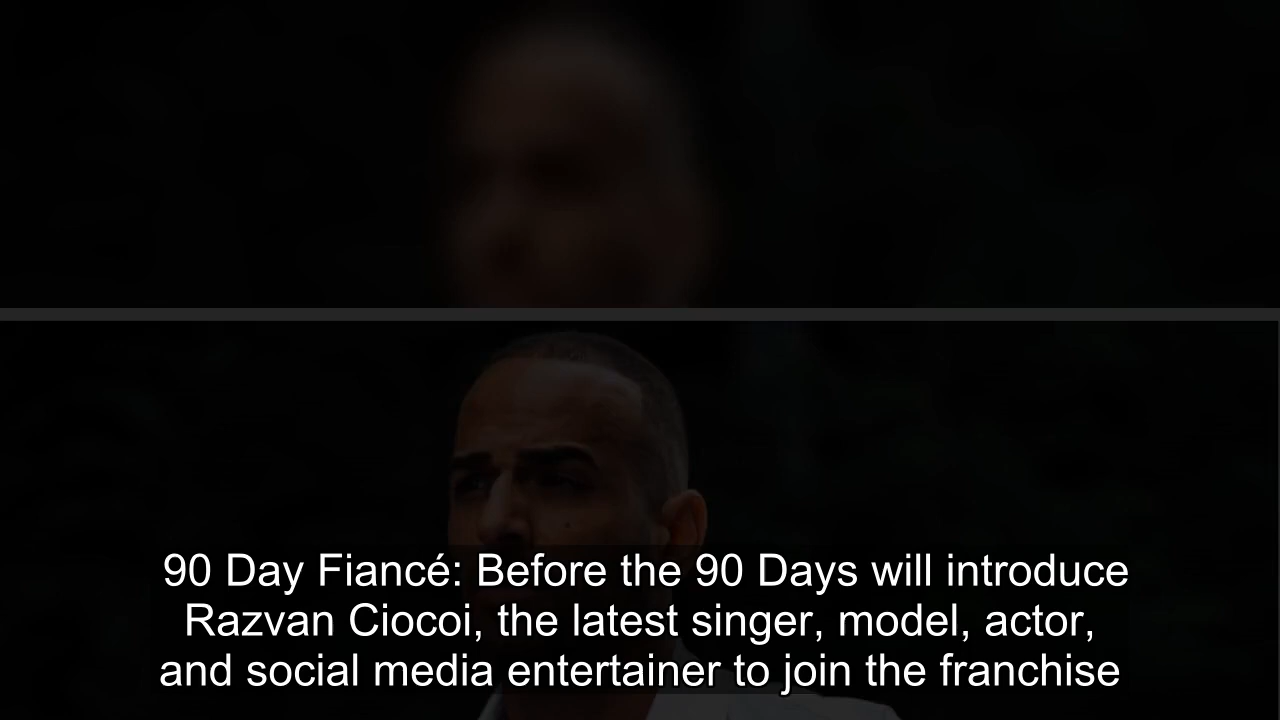 90 Day Fiancé: Before the 90 Days will introduce
Razvan Ciocoi, the latest singer, model, actor,
and social media entertainer to join the franchise